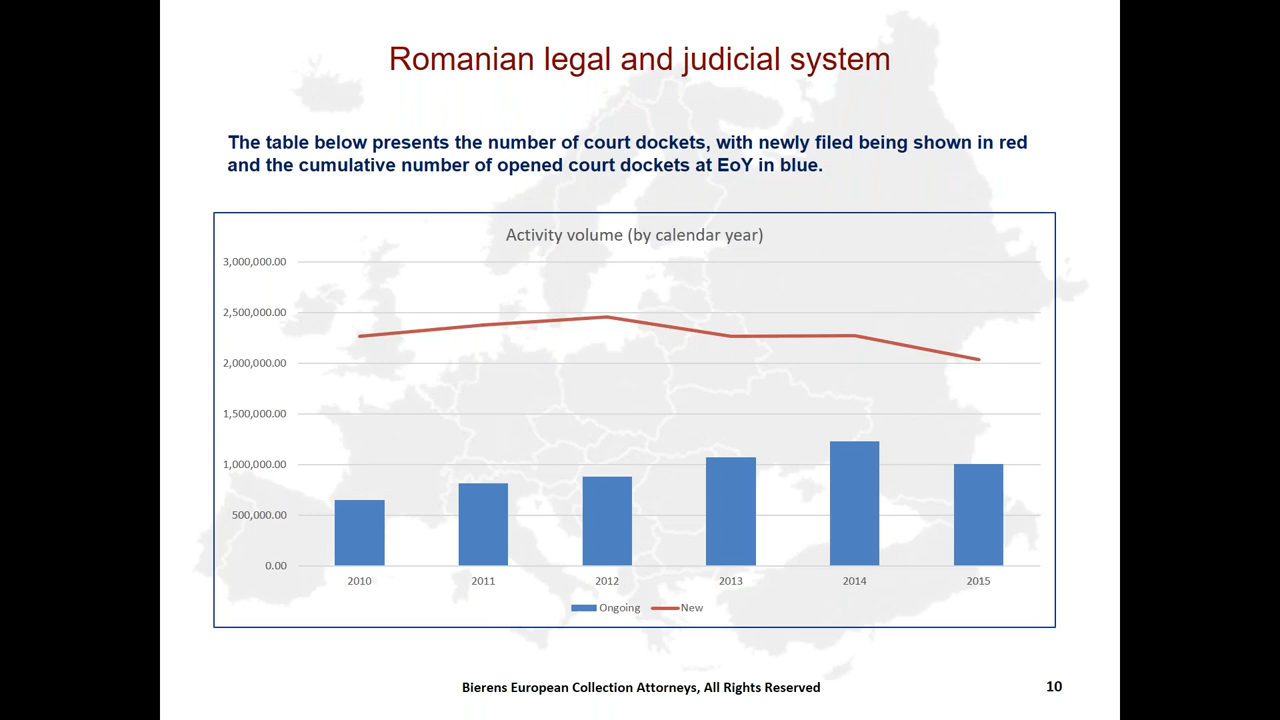 Romanian legal and judicial system
The table below presents the number of court dockets, with newly filed being shown in red
and the cumulative number of opened court dockets at EoY in blue.
Activity volume (by calendar year)
3,000,000.00
2,500,000.00
2,000,000.00
1,500,000.00
1,000,000.00
500,000.00
0.00
2010 2011 2012 2013 2014 2015
Ongoing New
Bierens European Collection Attorneys, All Rights Reserved 10